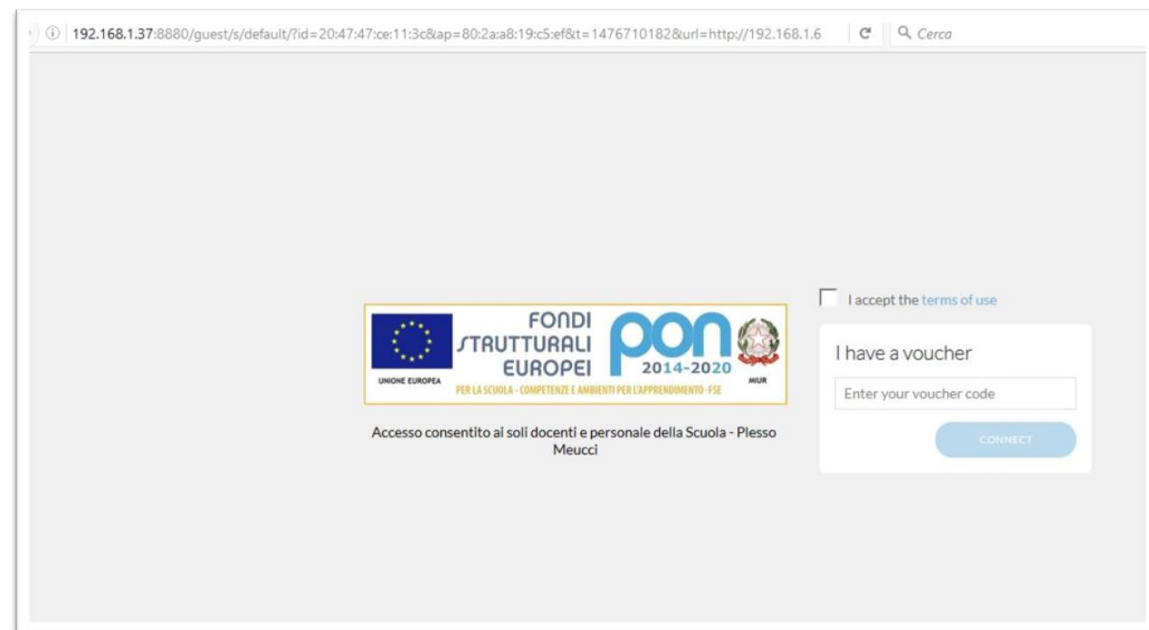 192.168.1.37:8880/guest/s/default/?id=20:47:47:ce:11:3c&ap=80:2a:a8:19:c5:ef&t=1476710182&url=http://192.168.1.6
Cerca
FONDI
STRUTTURALI
EUROPEI
pon
2014-2020
UNIONE EUROPEA
MIUR
PER LA SCUOLA - COMPETENZE E AMBIENTI PER L'APPRENDIMENTO -FSE
Accesso consentito ai soli docenti e personale della Scuola - Plesso
Meucci
I accept the terms of use
I have a voucher
Enter your voucher code
CONNECT